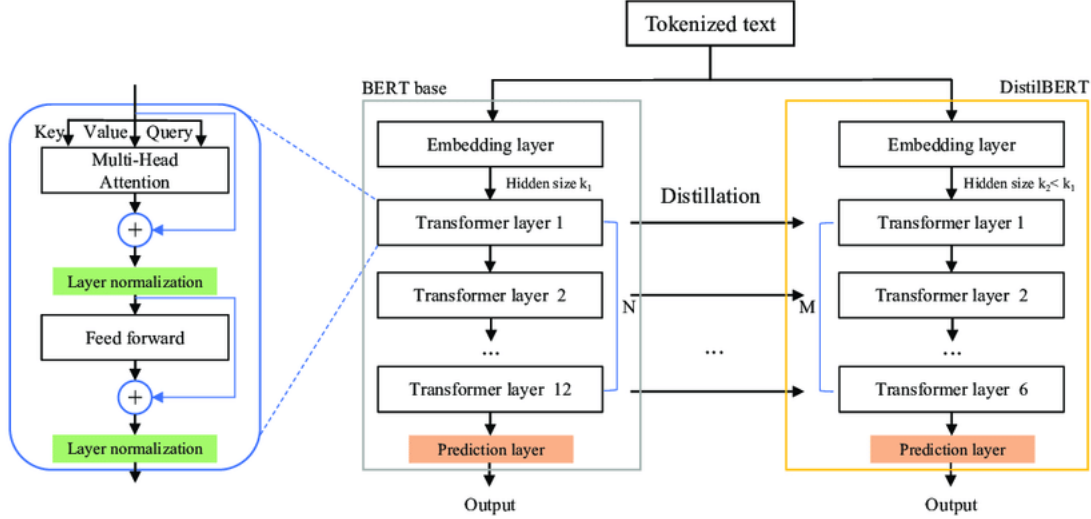 Tokenized text
BERT base
DistilBERT
Key Value Query
Multi-Head
Attention
+
Layer normalization
Feed forward
+
Layer normalization
Embedding layer
Hidden size k₁
Transformer layer 1
Transformer layer 2
...
Transformer layer 12
Prediction layer
Output
N
Distillation
...
M
Embedding layer
Hidden size k₂< k₁
Transformer layer 1
Transformer layer 2
...
Transformer layer 6
Prediction layer
Output